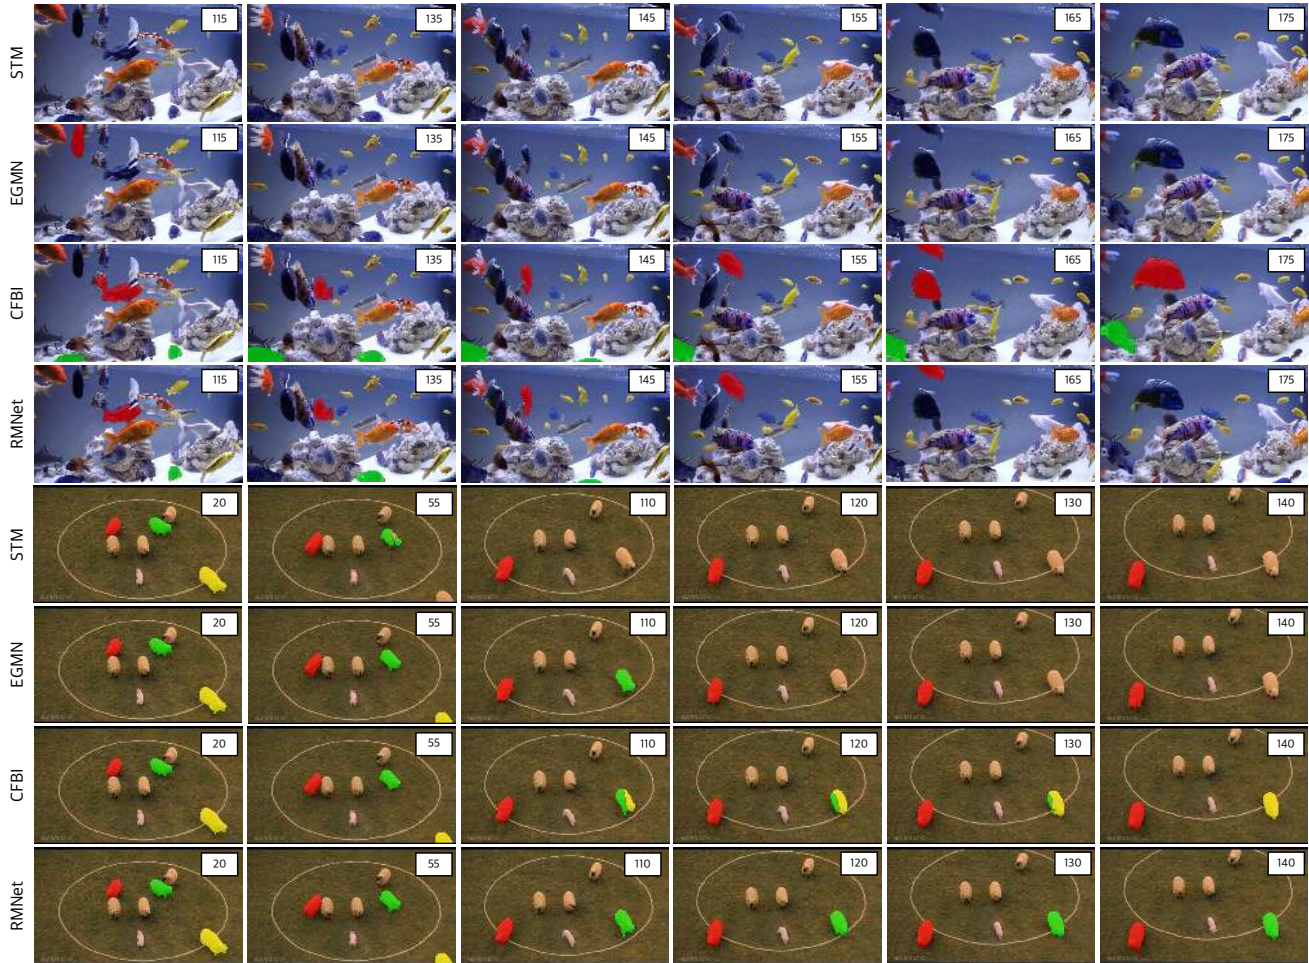 STM 115 135 145 155 165 175
EGMN 115 135 145 155 165 175
CFBI 115 135 145 155 165 175
RMNet 115 135 145 155 165 175
STM 20 55 110 120 130 140
EGMN 20 55 110 120 130 140
CFBI 20 55 110 120 130 140
RMNet 20 55 110 120 130 140